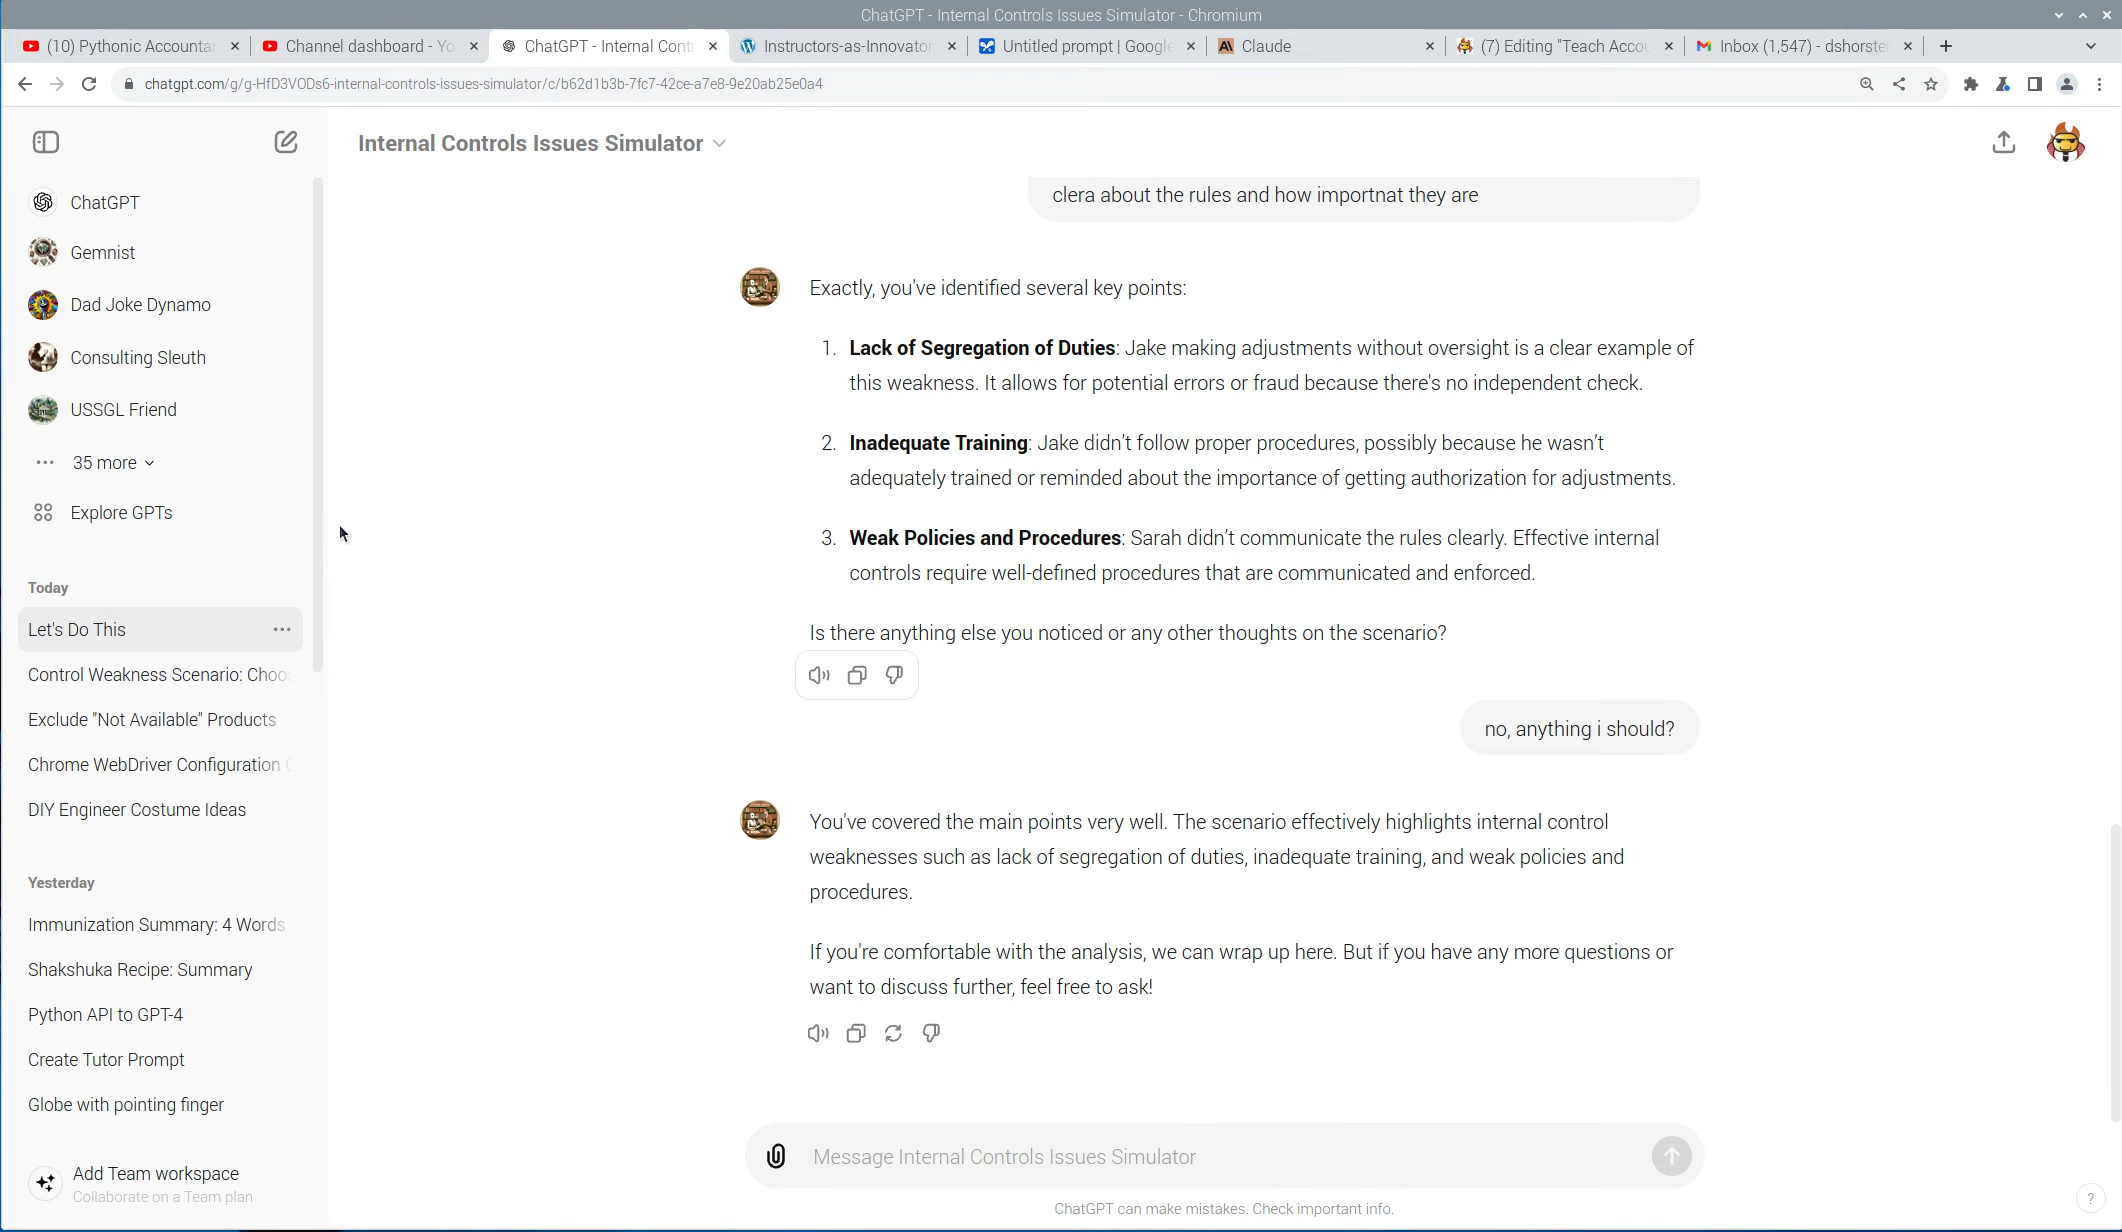 ChatGPT - Internal Controls Issues Simulator - Chromium
(10) Pythonic Accountan
Channel dashboard - Yo
ChatGPT - Internal Cont
Instructors-as-Innovator
Untitled prompt | Google
Claude
(7) Editing "Teach Accou
Inbox (1,547) - dshorste
chatgpt.com/g/g-HfD3VODs6-internal-controls-issues-simulator/c/b62d1b3b-7fc7-42ce-a7e8-9e20ab25e0a4
Internal Controls Issues Simulator
ChatGPT
Gemnist
Dad Joke Dynamo
Consulting Sleuth
USSGL Friend
35 more
Explore GPTs
Today
Let's Do This
Control Weakness Scenario: Choo
Exclude "Not Available" Products
Chrome WebDriver Configuration
DIY Engineer Costume Ideas
Yesterday
Immunization Summary: 4 Words
Shakshuka Recipe: Summary
Python API to GPT-4
Create Tutor Prompt
Globe with pointing finger
Add Team workspace
Collaborate on a Team plan
clera about the rules and how importnat they are
Exactly, you've identified several key points:
1. Lack of Segregation of Duties: Jake making adjustments without oversight is a clear example of
this weakness. It allows for potential errors or fraud because there's no independent check.
2. Inadequate Training: Jake didn’t follow proper procedures, possibly because he wasn’t
adequately trained or reminded about the importance of getting authorization for adjustments.
3. Weak Policies and Procedures: Sarah didn’t communicate the rules clearly. Effective internal
controls require well-defined procedures that are communicated and enforced.
Is there anything else you noticed or any other thoughts on the scenario?
no, anything i should?
You've covered the main points very well. The scenario effectively highlights internal control
weaknesses such as lack of segregation of duties, inadequate training, and weak policies and
procedures.
If you're comfortable with the analysis, we can wrap up here. But if you have any more questions or
want to discuss further, feel free to ask!
Message Internal Controls Issues Simulator
ChatGPT can make mistakes. Check important info.
?